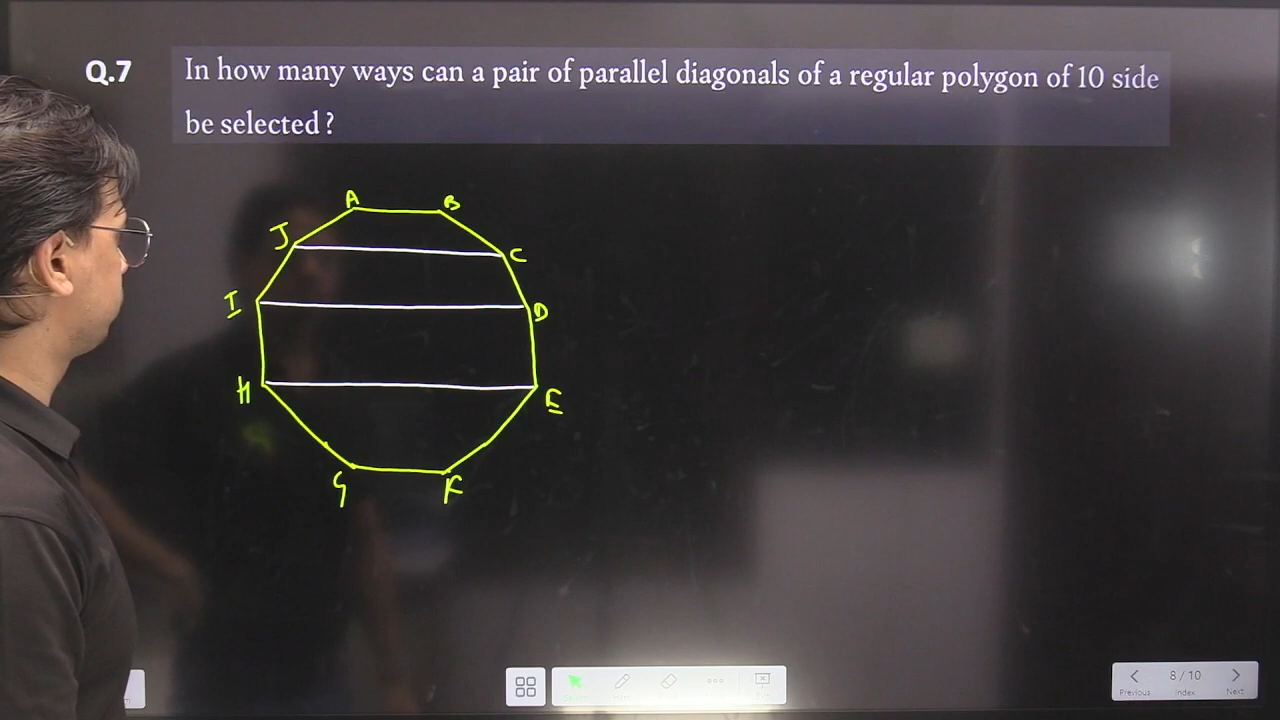 Q.7
In how many ways can a pair of parallel diagonals of a regular polygon of 10 side
be selected?
A B
J C
I D
H E
G F
8/10
Previous Index Next